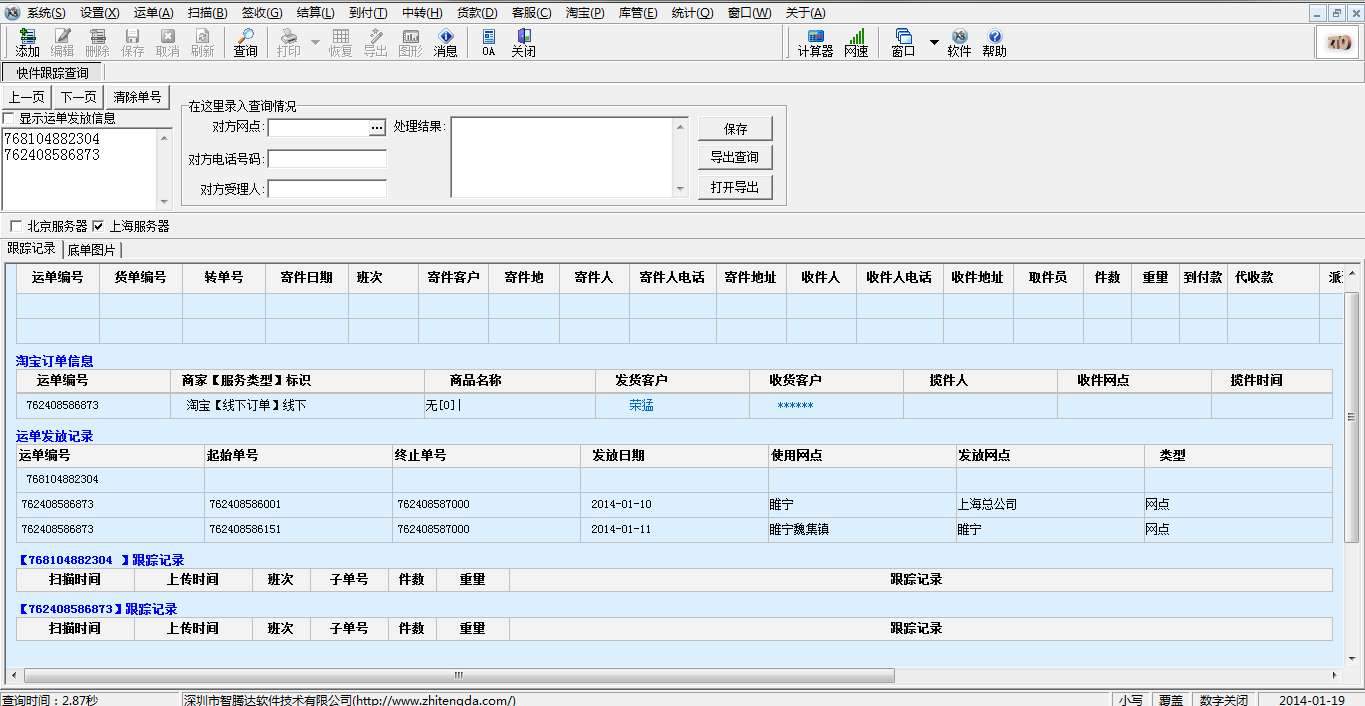 系统(S) 设置(X) 运单(A) 扫描(B) 签收(G) 结算(L) 到付(T) 中转(H) 货款(D) 客服(C) 淘宝(P) 库管(E) 统计(Q) 窗口(W) 关于(A)
添加 编辑 删除 保存 取消 刷新 查询 打印 恢复 导出 图形 消息 OA 关闭 计算器 网速 窗口 软件 帮助
快件跟踪查询
上一页 下一页 清除单号
显示运单发放信息
768104882304
762408586873
在这里录入查询情况
对方网点: ... 处理结果: 保存
对方电话号码: 导出查询
对方受理人: 打开导出
北京服务器 上海服务器
跟踪记录 底单图片
运单编号 货单编号 转单号 寄件日期 班次 寄件客户 寄件地 寄件人 寄件人电话 寄件地址 收件人 收件人电话 收件地址 取件员 件数 重量 到付款 代收款 派
淘宝订单信息
运单编号 商家【服务类型】标识 商品名称 发货客户 收货客户 揽件人 收件网点 揽件时间
762408586873 淘宝【线下订单】线下 无[0]| 荣猛 ******
运单发放记录
运单编号 起始单号 终止单号 发放日期 使用网点 发放网点 类型
768104882304
762408586873 762408586001 762408587000 2014-01-10 睢宁 上海总公司 网点
762408586873 762408586151 762408587000 2014-01-11 睢宁魏集镇 睢宁 网点
【768104882304 】跟踪记录
扫描时间 上传时间 班次 子单号 件数 重量 跟踪记录
【762408586873】跟踪记录
扫描时间 上传时间 班次 子单号 件数 重量 跟踪记录
查询时间：2.87秒 深圳市智腾达软件技术有限公司(http://www.zhitengda.com/) 小写 覆盖 数字关闭 2014-01-19